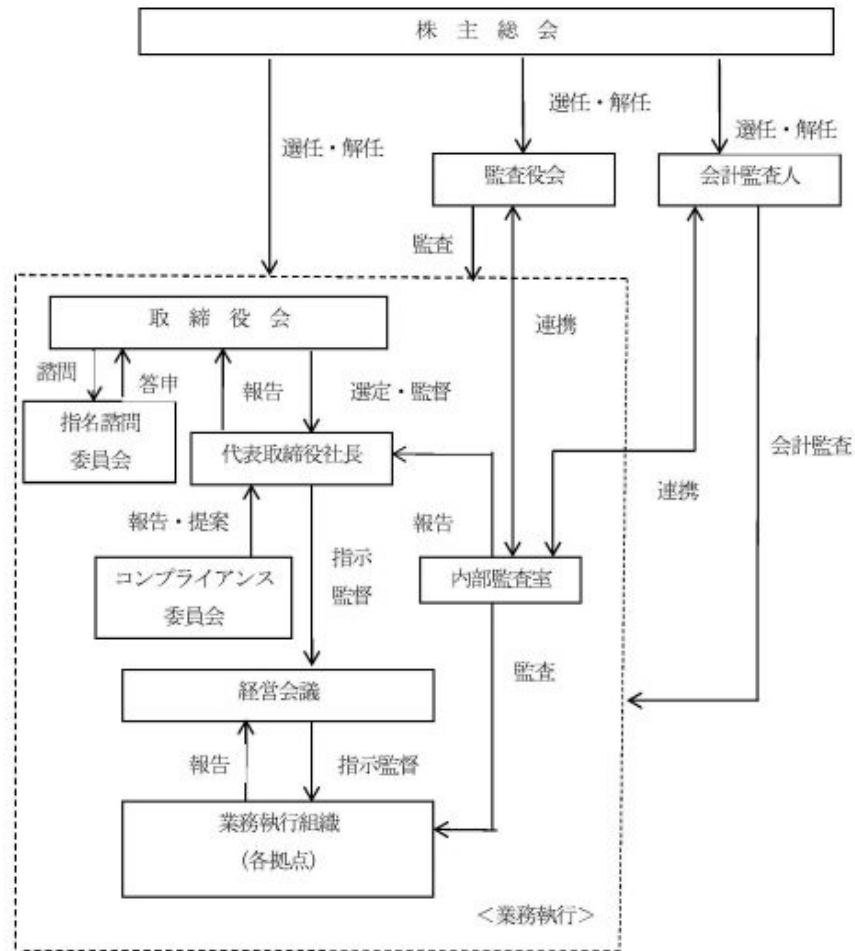 株主総会
選任・解任
選任・解任
選任・解任
監査役会
会計監査人
監査
取締役会
連携
諮問
答申
報告
選定・監督
指名諮問
委員会
代表取締役社長
会計監査
連携
報告・提案
報告
指示
監督
コンプライアンス
委員会
内部監査室
監査
経営会議
報告
指示監督
業務執行組織
(各拠点)
＜業務執行＞